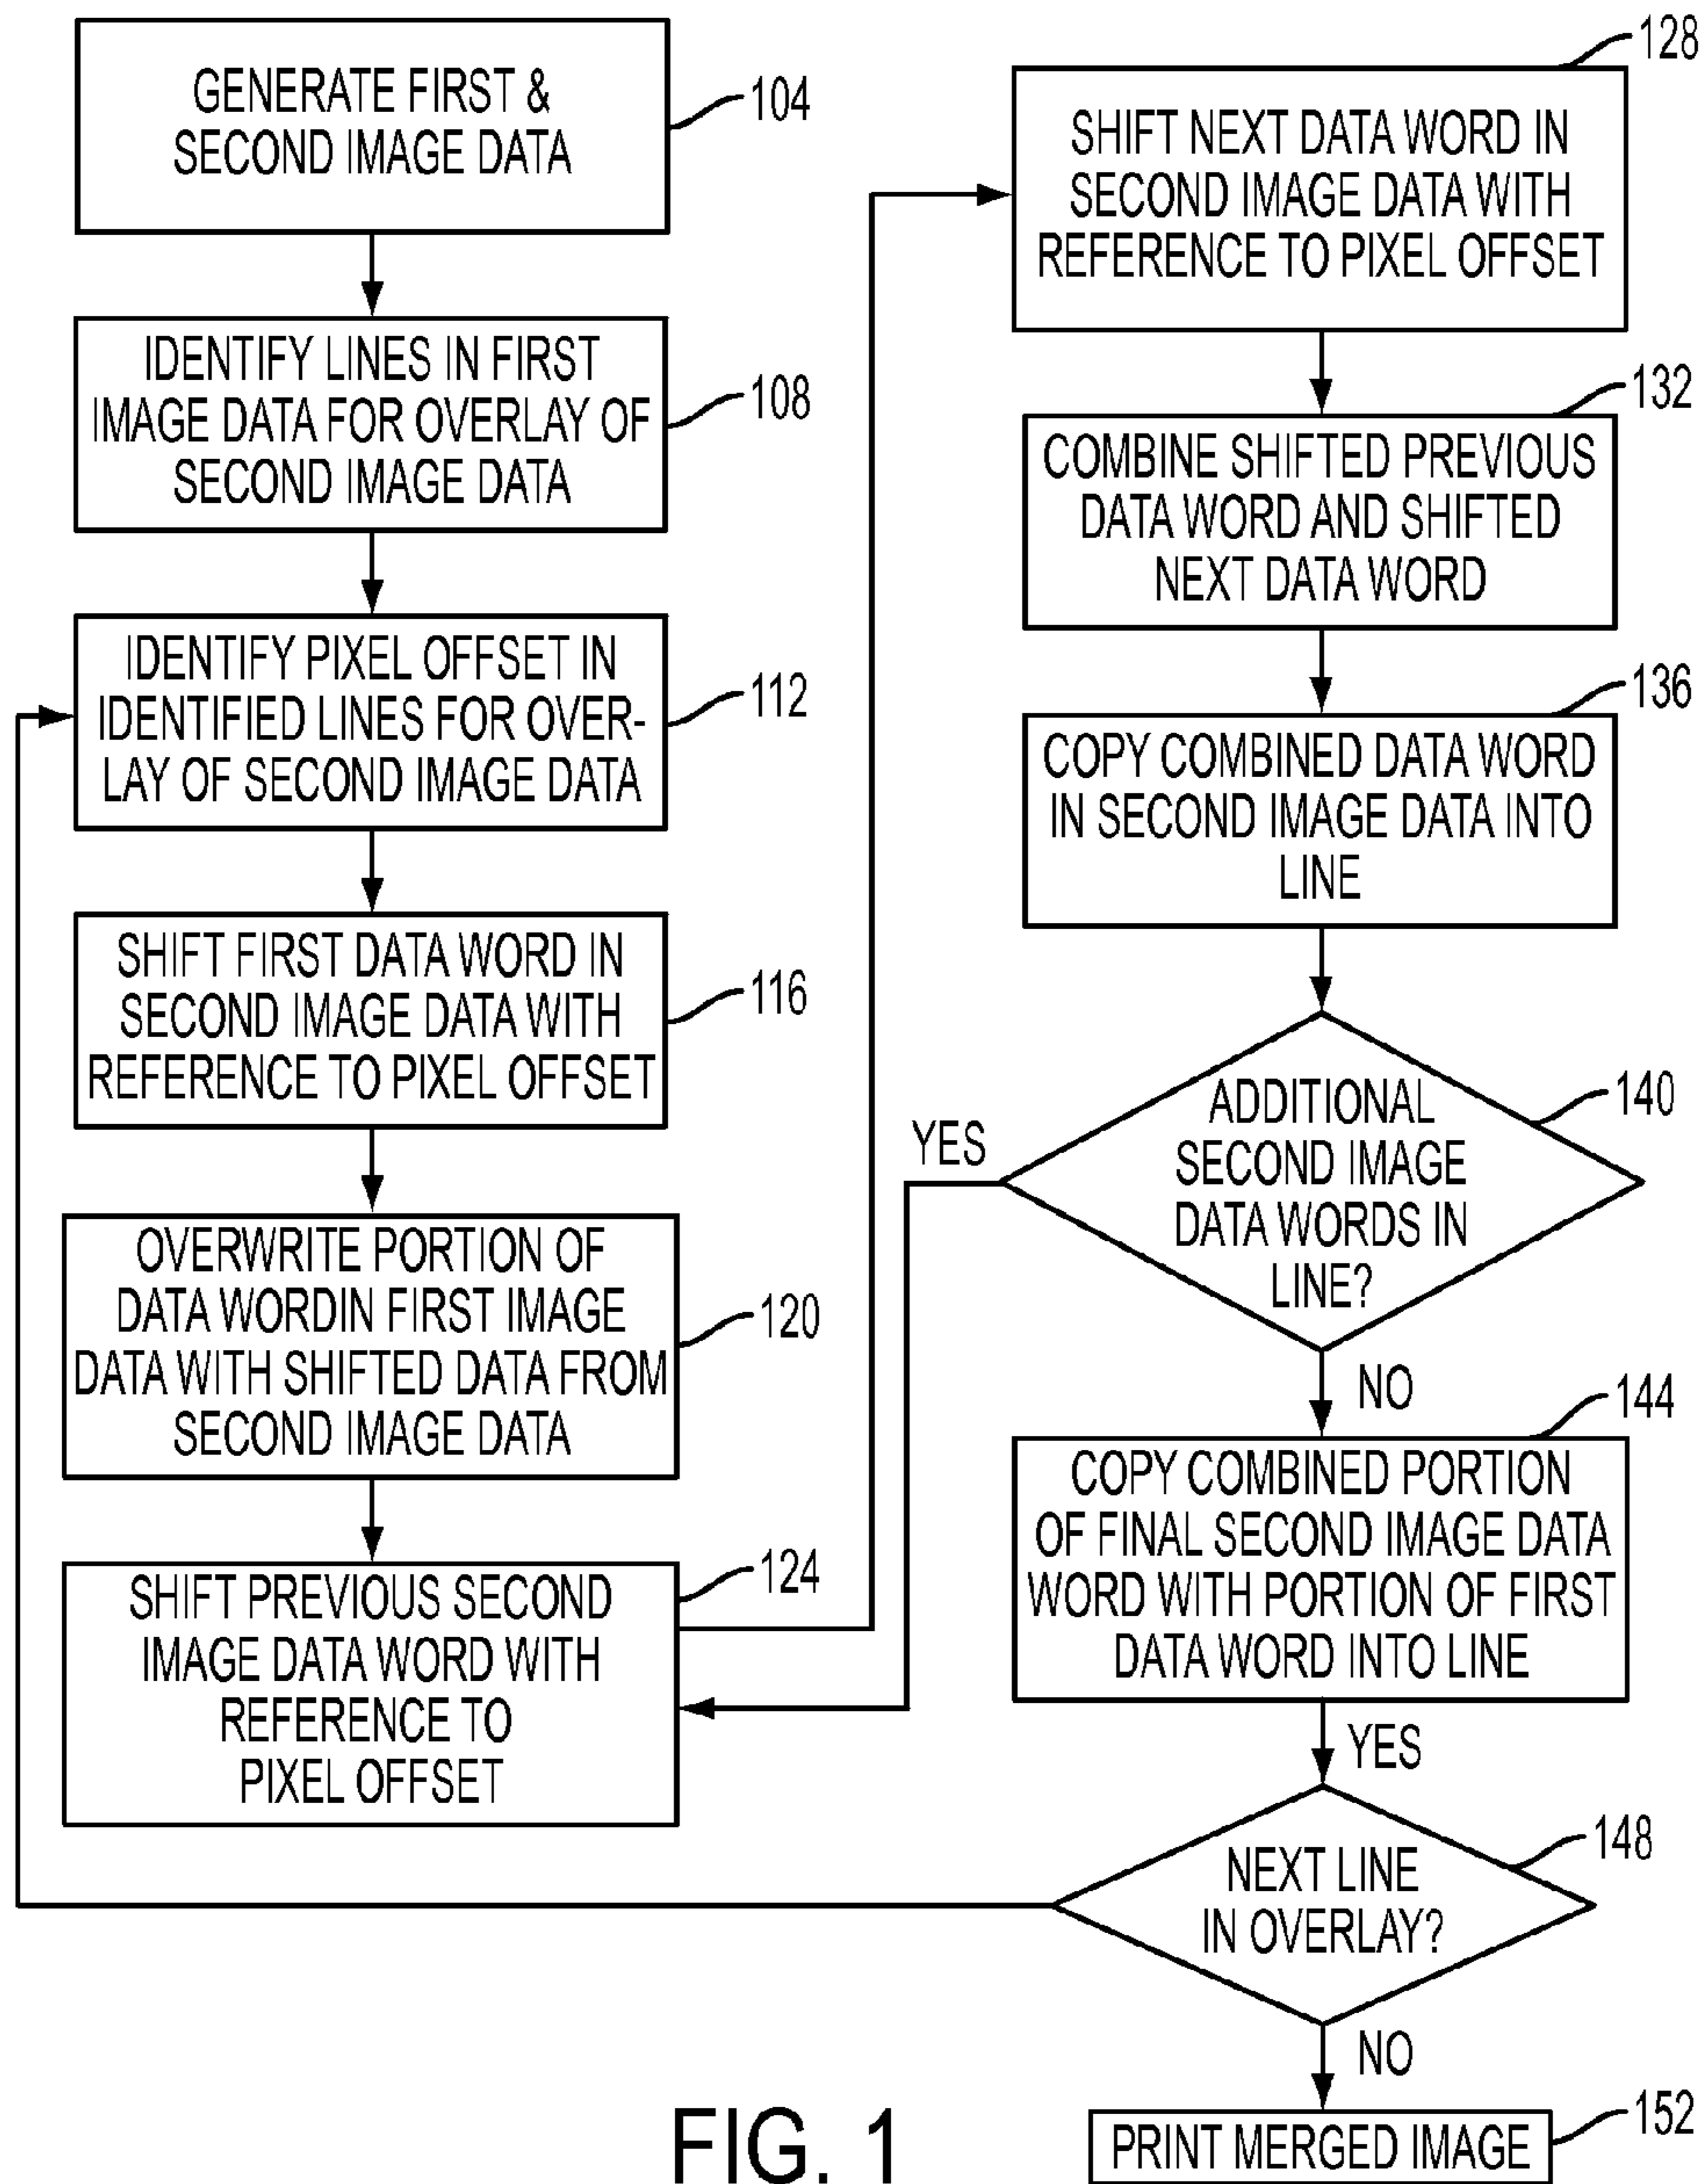 GENERATE FIRST &
SECOND IMAGE DATA
104
IDENTIFY LINES IN FIRST
IMAGE DATA FOR OVERLAY OF
SECOND IMAGE DATA
108
IDENTIFY PIXEL OFFSET IN
IDENTIFIED LINES FOR OVER-
LAY OF SECOND IMAGE DATA
112
SHIFT FIRST DATA WORD IN
SECOND IMAGE DATA WITH
REFERENCE TO PIXEL OFFSET
116
OVERWRITE PORTION OF
DATA WORDIN FIRST IMAGE
DATA WITH SHIFTED DATA FROM
SECOND IMAGE DATA
120
SHIFT PREVIOUS SECOND
IMAGE DATA WORD WITH
REFERENCE TO
PIXEL OFFSET
124
128
SHIFT NEXT DATA WORD IN
SECOND IMAGE DATA WITH
REFERENCE TO PIXEL OFFSET
132
COMBINE SHIFTED PREVIOUS
DATA WORD AND SHIFTED
NEXT DATA WORD
136
COPY COMBINED DATA WORD
IN SECOND IMAGE DATA INTO
LINE
140
ADDITIONAL
SECOND IMAGE
DATA WORDS IN
LINE?
YES
NO
144
COPY COMBINED PORTION
OF FINAL SECOND IMAGE DATA
WORD WITH PORTION OF FIRST
DATA WORD INTO LINE
YES
148
NEXT LINE
IN OVERLAY?
NO
152
PRINT MERGED IMAGE
FIG. 1